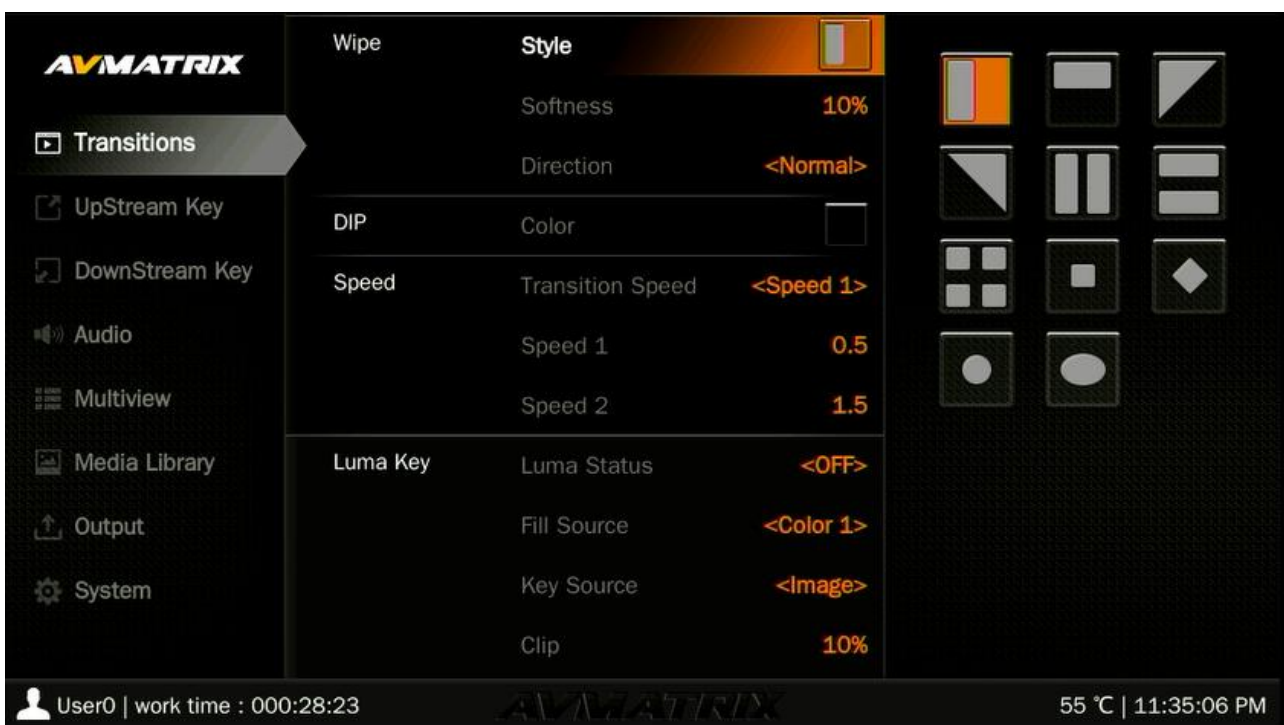 AVMATRIX
Transitions
UpStream Key
DownStream Key
Audio
Multiview
Media Library
Output
System
Wipe Style
Softness 10%
Direction <Normal>
DIP Color
Speed Transition Speed <Speed 1>
Speed 1 0.5
Speed 2 1.5
Luma Key Luma Status <OFF>
Fill Source <Color 1>
Key Source <Image>
Clip 10%
User0 | work time : 000:28:23 AVMATRIX 55 ℃ | 11:35:06 PM